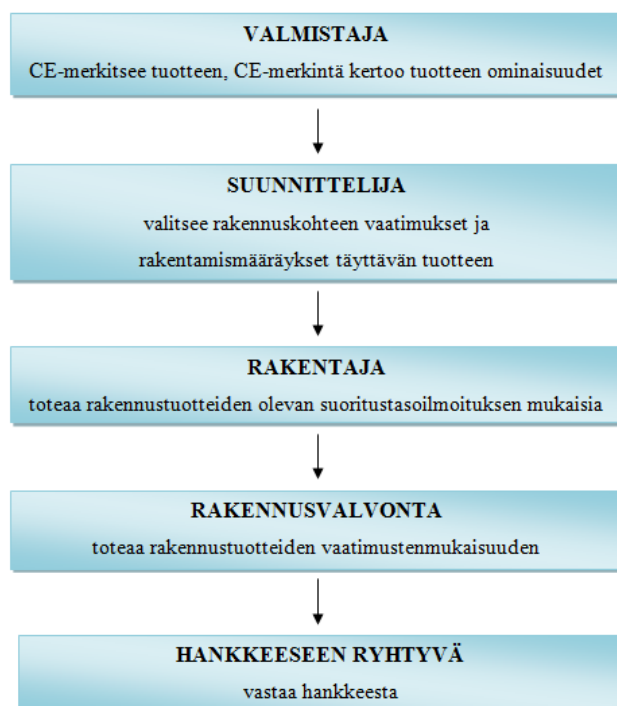 VALMISTAJA
CE-merkitsee tuotteen, CE-merkintä kertoo tuotteen ominaisuudet
SUUNNITTELIJA
valitsee rakennuskohteen vaatimukset ja
rakentamismääräykset täyttävän tuotteen
RAKENTAJA
toteaa rakennustuotteiden olevan suoritustasoilmoituksen mukaisia
RAKENNUSVALVONTA
toteaa rakennustuotteiden vaatimustenmukaisuuden
HANKKEESEEN RYHTYVÄ
vastaa hankkeesta